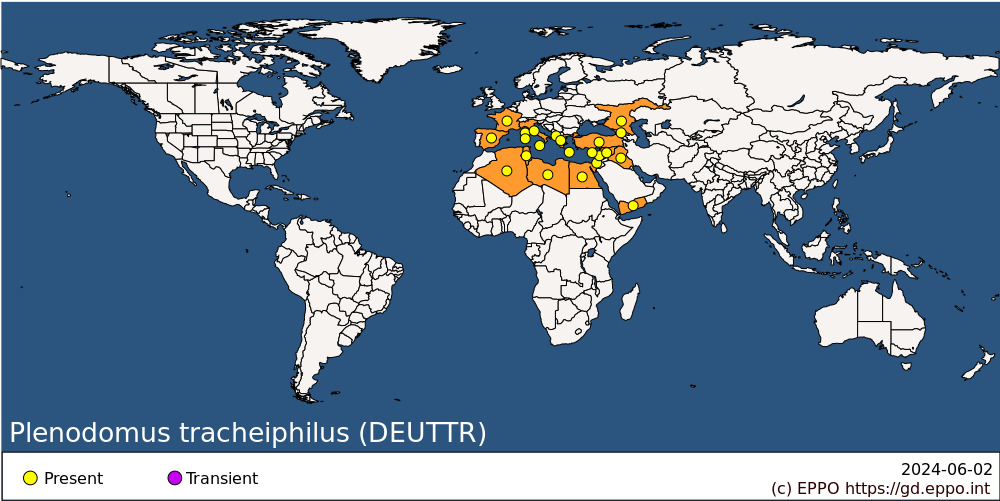 Plenodomus tracheiphilus (DEUTTR)
Present
Transient
2024-06-02
(c) EPPO https://gd.eppo.int